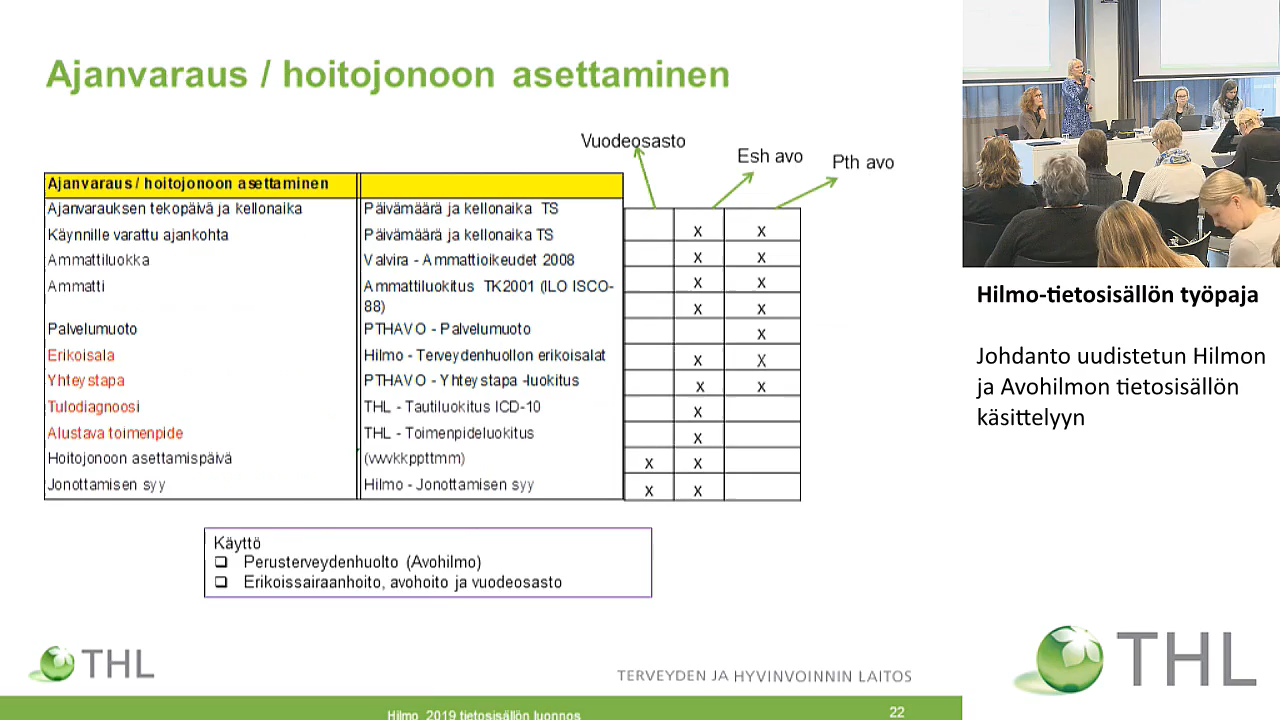 Ajanvaraus / hoitojonoon asettaminen
Vuodeosasto
Esh avo
Pth avo
Ajanvaraus / hoitojonoon asettaminen
Ajanvarauksen tekopäivä ja kellonaika Päivämäärä ja kellonaika TS x x
Käynnille varattu ajankohta Päivämäärä ja kellonaika TS x x
Ammattiluokka Valvira - Ammattioikeudet 2008 x x
Ammatti Ammattiluokitus TK2001 (ILO ISCO-
88) x x
Palvelumuoto PTHAVO - Palvelumuoto x
Erikoisala Hilmo - Terveydenhuollon erikoisalat x x
Yhteystapa PTHAVO - Yhteystapa -luokitus x x
Tulodiagnoosi THL - Tautiluokitus ICD-10 x
Alustava toimenpide THL - Toimenpideluokitus x
Hoitojonoon asettamispäivä (vvvkkppttmm) x x
Jonottamisen syy Hilmo - Jonottamisen syy x x
Käyttö
Perusterveydenhuolto (Avohilmo)
Erikoissairaanhoito, avohoito ja vuodeosasto
THL
TERVEYDEN JA HYVINVOINNIN LAITOS
Hilmo 2019 tietosisällön luonnos
22
Hilmo-tietosisällön työpaja
Johdanto uudistetun Hilmon
ja Avohilmon tietosisällön
käsittelyyn
THL